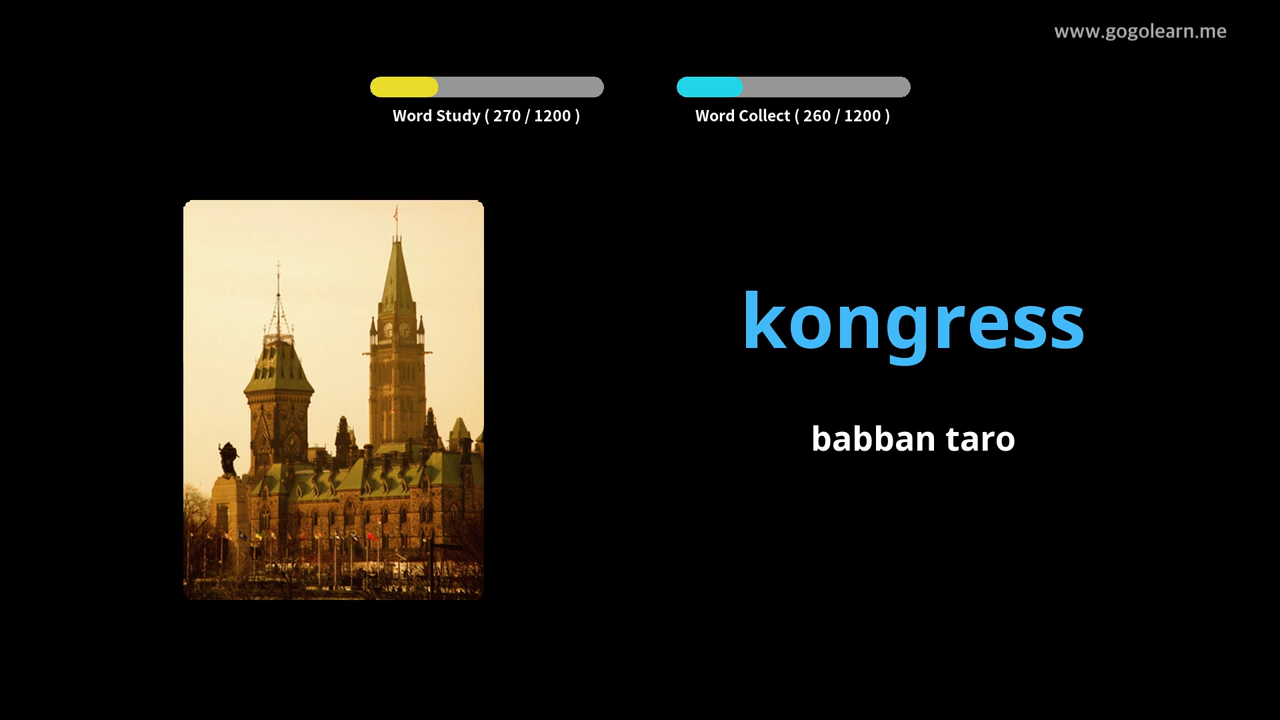 www.gogolearn.me
Word Study ( 270 / 1200 )
Word Collect ( 260 / 1200 )
kongress
babban taro